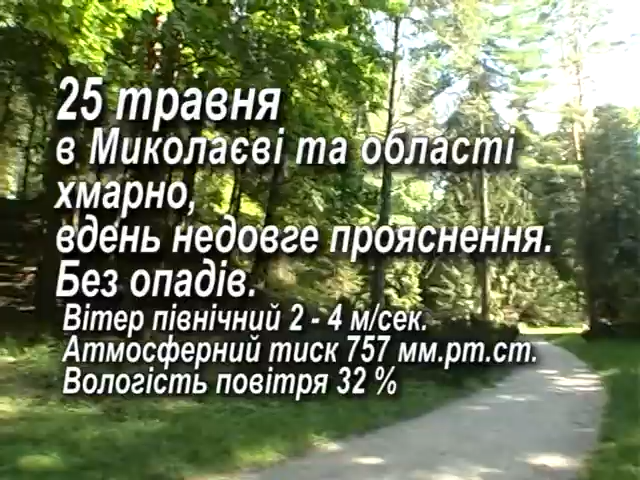 25 травня
в Миколаєві та області
хмарно,
вдень недовге прояснення.
Без опадів.
Вітер північний 2 - 4 м/сек.
Атмосферний тиск 757 мм.рт.ст.
Вологість повітря 32 %